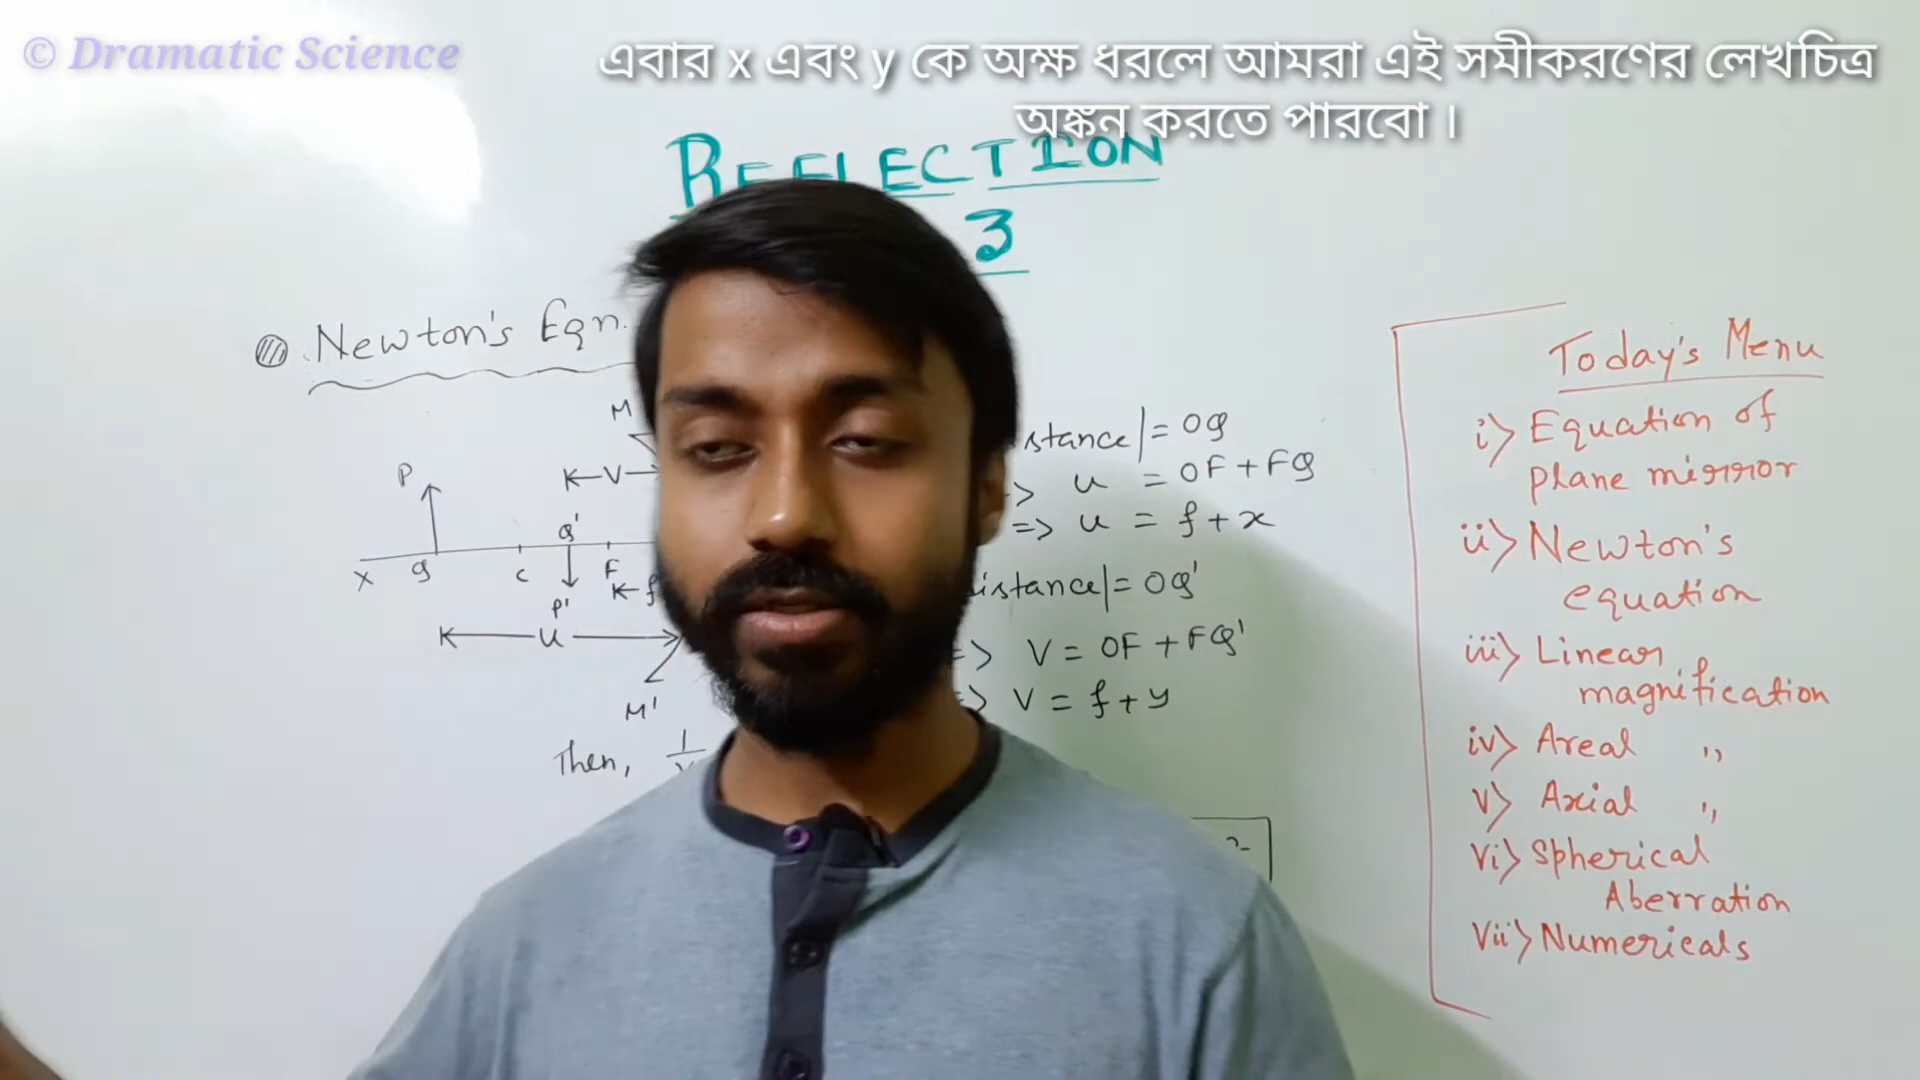 © Dramatic Science
এবার x এবং y কে অক্ষ ধরলে আমরা এই সমীকরণের লেখচিত্র
অঙ্কন করতে পারবো ।
REFLECTION
3
Newton's Eqn.
M
P
K V
Q'
X Q C F
K f
P'
K U
M'
Then,
istance| = OQ
=> u = OF + FQ
=> u = f + x
istance| = OQ'
=> V = OF + FQ'
=> V = f + y
Today's Menu
i> Equation of
plane mirror
ii> Newton's
equation
iii> Linear
magnification
iv> Areal "
v> Axial "
vi> Spherical
Aberration
vii> Numericals